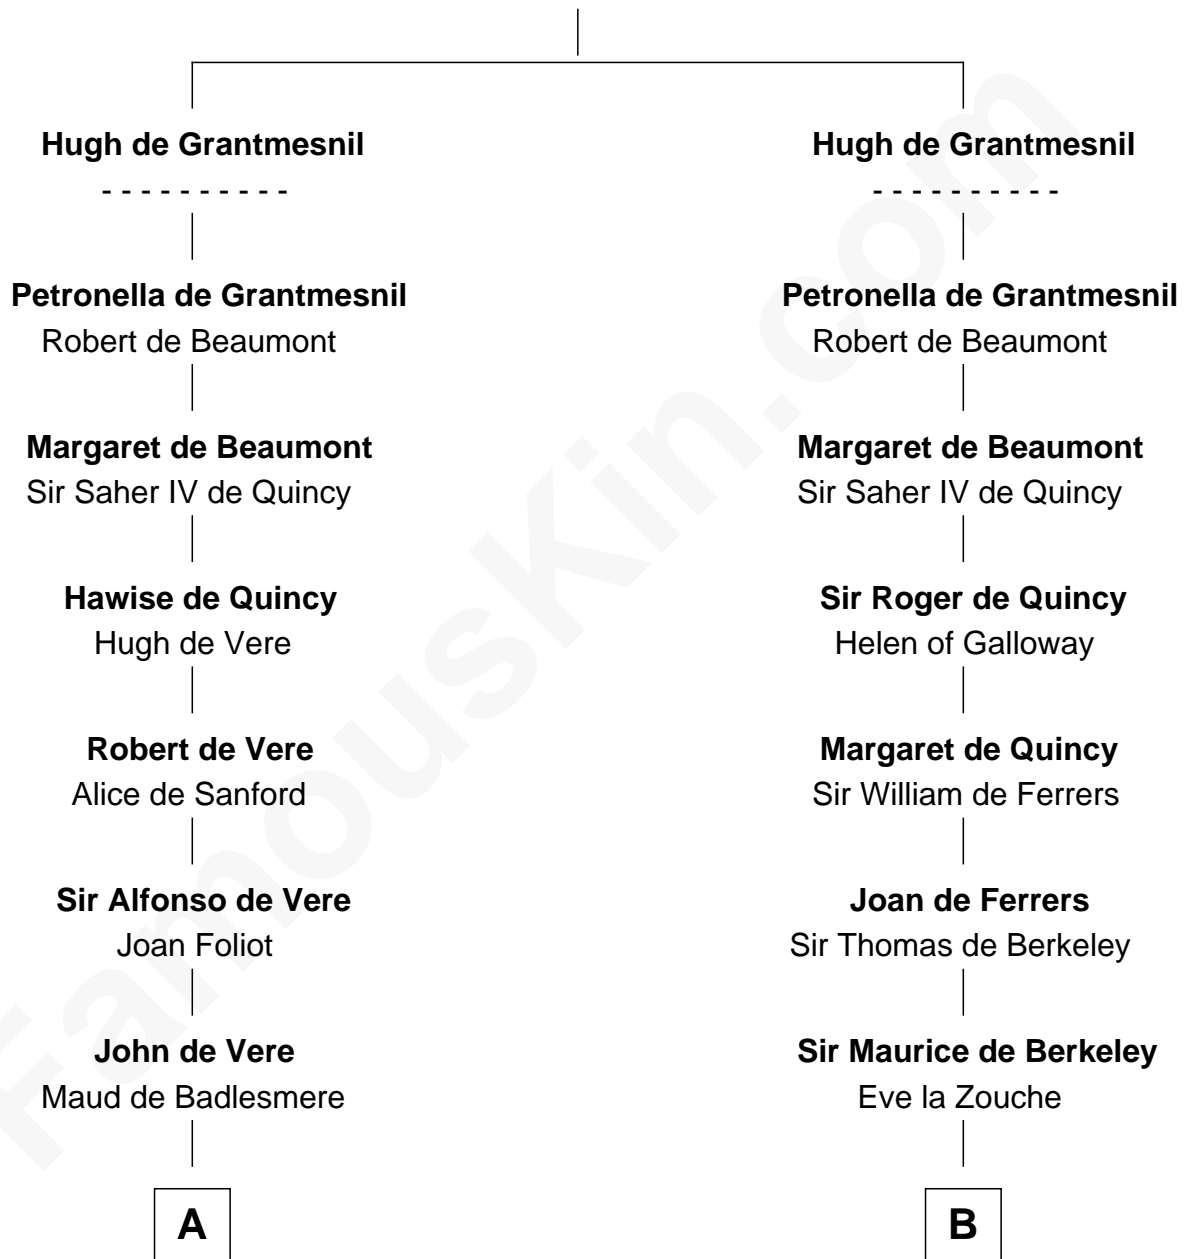 Hugh de Grantmesnil
- - - - - - - - - -
Petronella de Grantmesnil
Robert de Beaumont
Margaret de Beaumont
Sir Saher IV de Quincy
Hawise de Quincy
Hugh de Vere
Robert de Vere
Alice de Sanford
Sir Alfonso de Vere
Joan Foliot
John de Vere
Maud de Badlesmere
A
Hugh de Grantmesnil
- - - - - - - - - -
Petronella de Grantmesnil
Robert de Beaumont
Margaret de Beaumont
Sir Saher IV de Quincy
Sir Roger de Quincy
Helen of Galloway
Margaret de Quincy
Sir William de Ferrers
Joan de Ferrers
Sir Thomas de Berkeley
Sir Maurice de Berkeley
Eve la Zouche
B
FamousKin.com